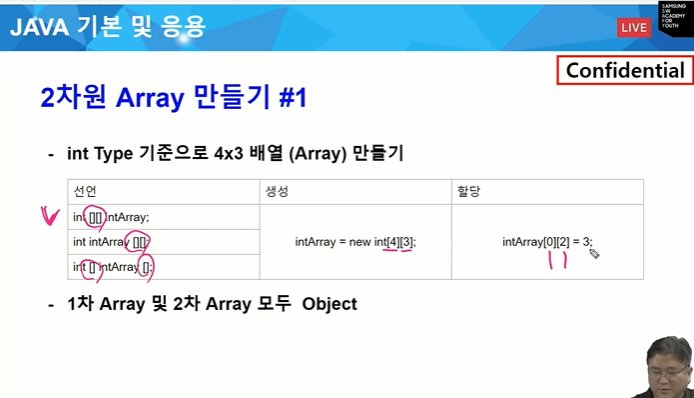 JAVA 기본 및 응용
LIVE
SAMSUNG
SW
ACADEMY
FOR
YOUTH
Confidential
2차원 Array 만들기 #1
- int Type 기준으로 4x3 배열 (Array) 만들기
선언 생성 할당
int [][] intArray;
int intArray [][];
int [] intArray [];
intArray = new int[4][3];
intArray[0][2] = 3;
- 1차 Array 및 2차 Array 모두 Object